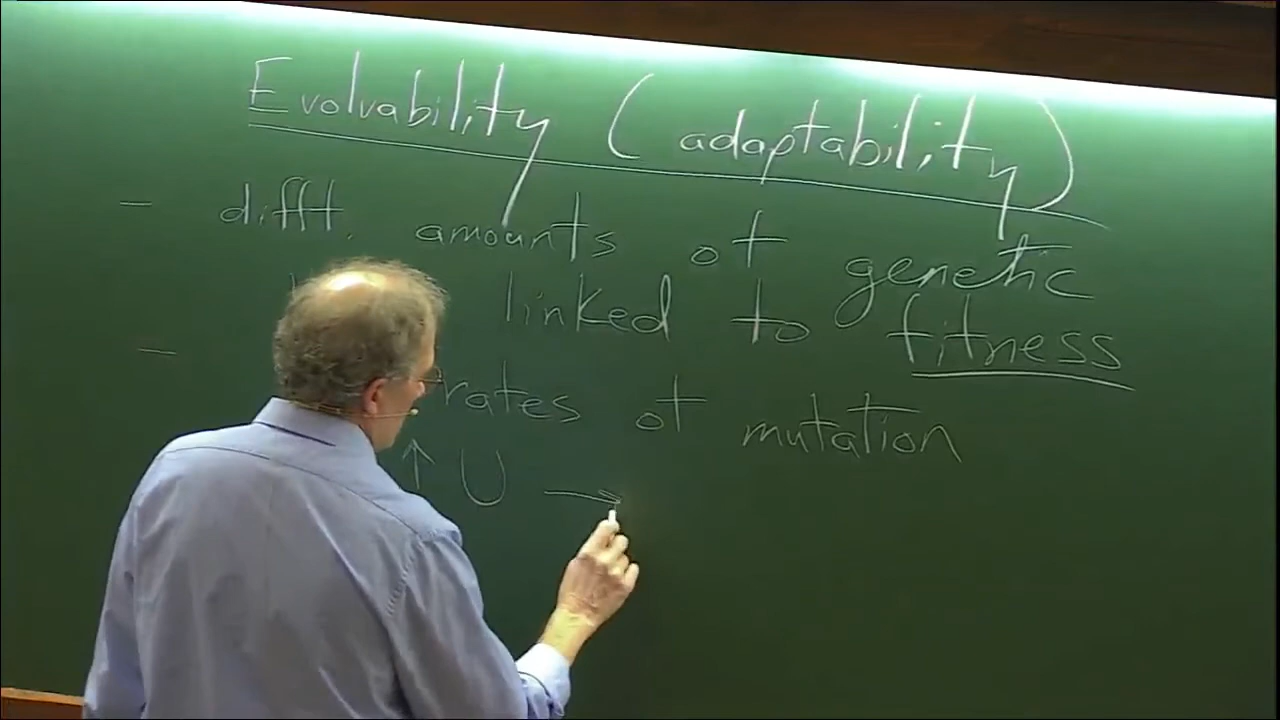 Evolvability (adaptability)
- difft. amounts of genetic
linked to fitness
- rates of mutation
↑ U →